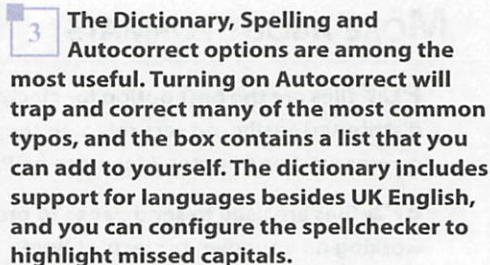 3 The Dictionary, Spelling and
Autocorrect options are among the
most useful. Turning on Autocorrect will
trap and correct many of the most common
typos, and the box contains a list that you
can add to yourself. The dictionary includes
support for languages besides UK English,
and you can configure the spellchecker to
highlight missed capitals.